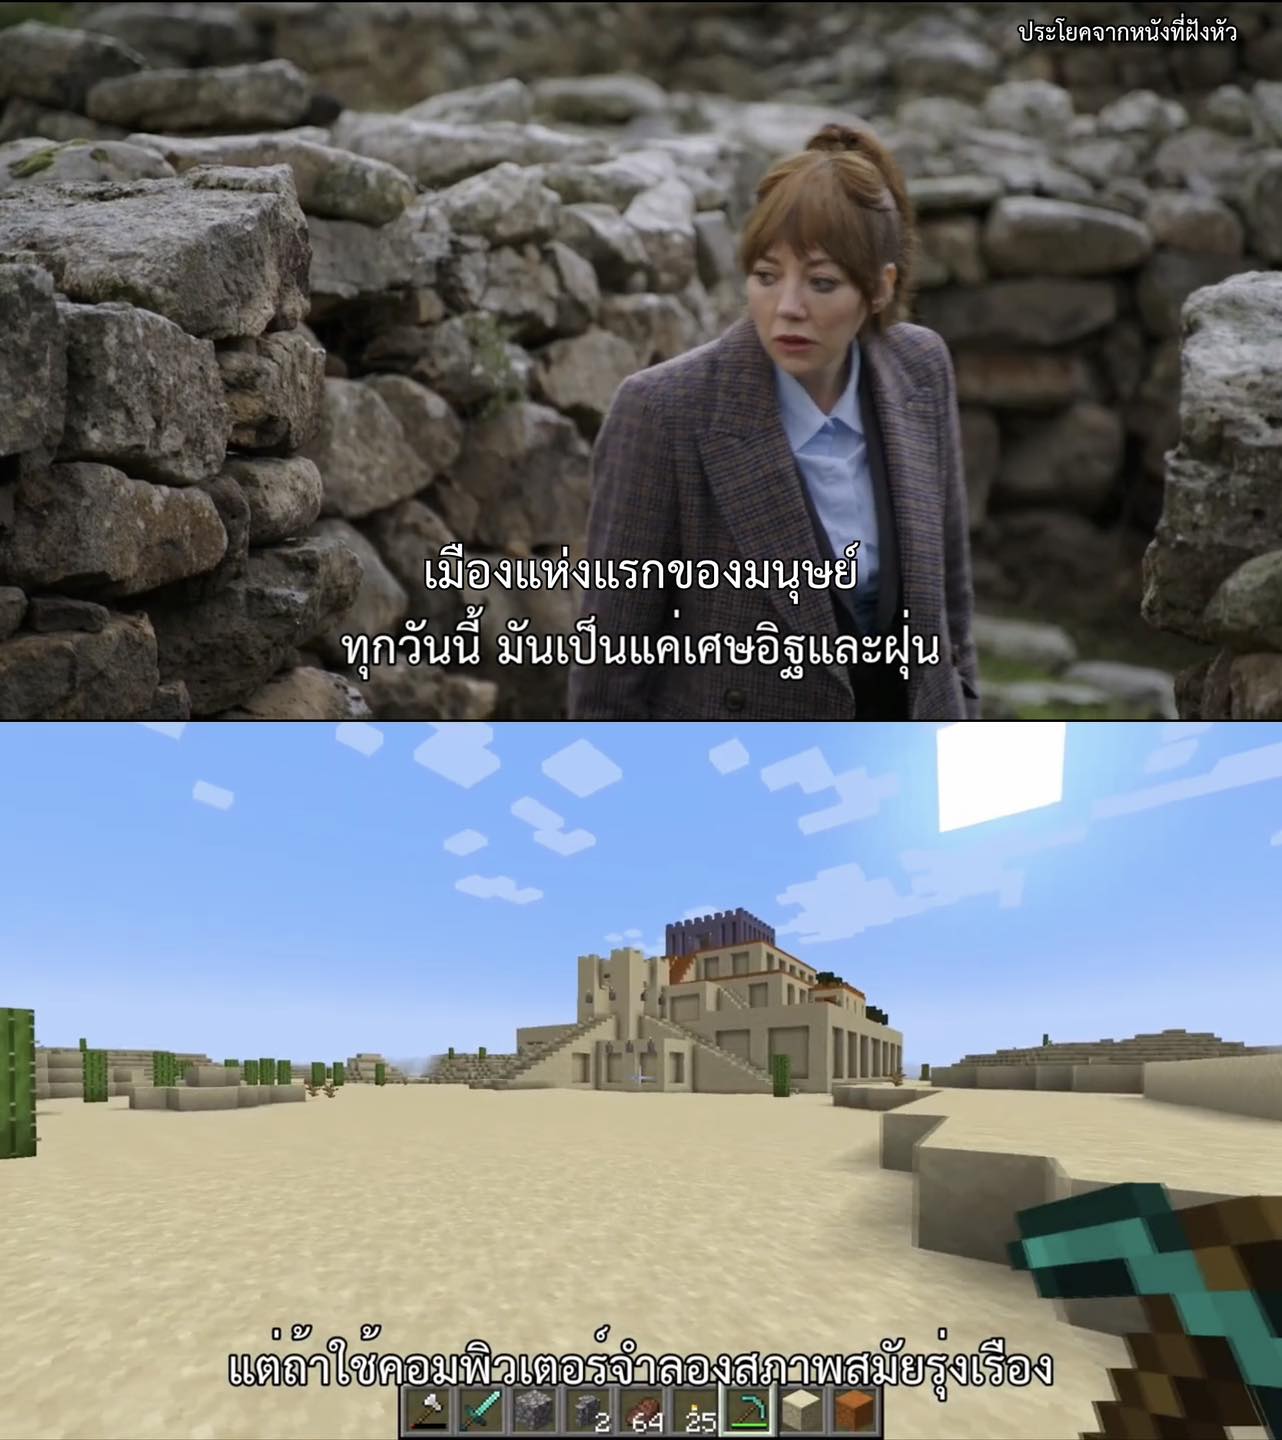 ประโยคจากหนังที่ฝังหัว
เมืองแห่งแรกของมนุษย์
ทุกวันนี้ มันเป็นแค่เศษอิฐและฝุ่น
แต่ถ้าใช้คอมพิวเตอร์จำลองสภาพสมัยรุ่งเรือง
2 64 25